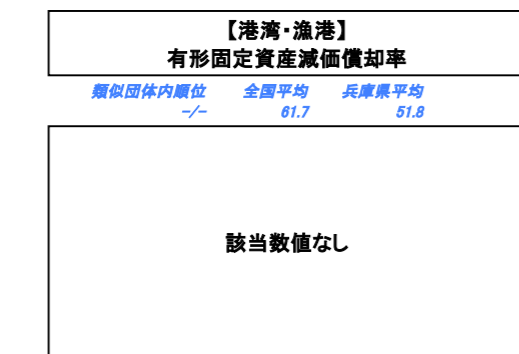 【港湾・漁港】
有形固定資産減価償却率
類似団体内順位 全国平均 兵庫県平均
-/- 61.7 51.8
該当数値なし